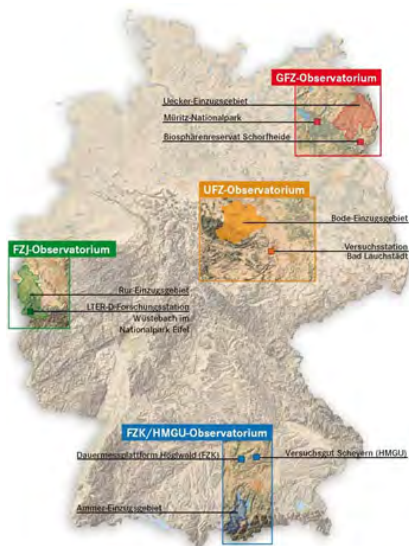 GFZ-Observatorium
Uecker-Einzugsgebiet
Müritz-Nationalpark
Biosphärenreservat Schorfheide
UFZ-Observatorium
Bode-Einzugsgebiet
Versuchsstation
Bad Lauchstädt
FZJ-Observatorium
Rur-Einzugsgebiet
LTER-D-Forschungsstation
Wüstebach im
Nationalpark Eifel
FZK/HMGU-Observatorium
Dauermessplattform Höglwald (FZK)
Versuchsgut Scheyern (HMGU)
Ammer-Einzugsgebiet